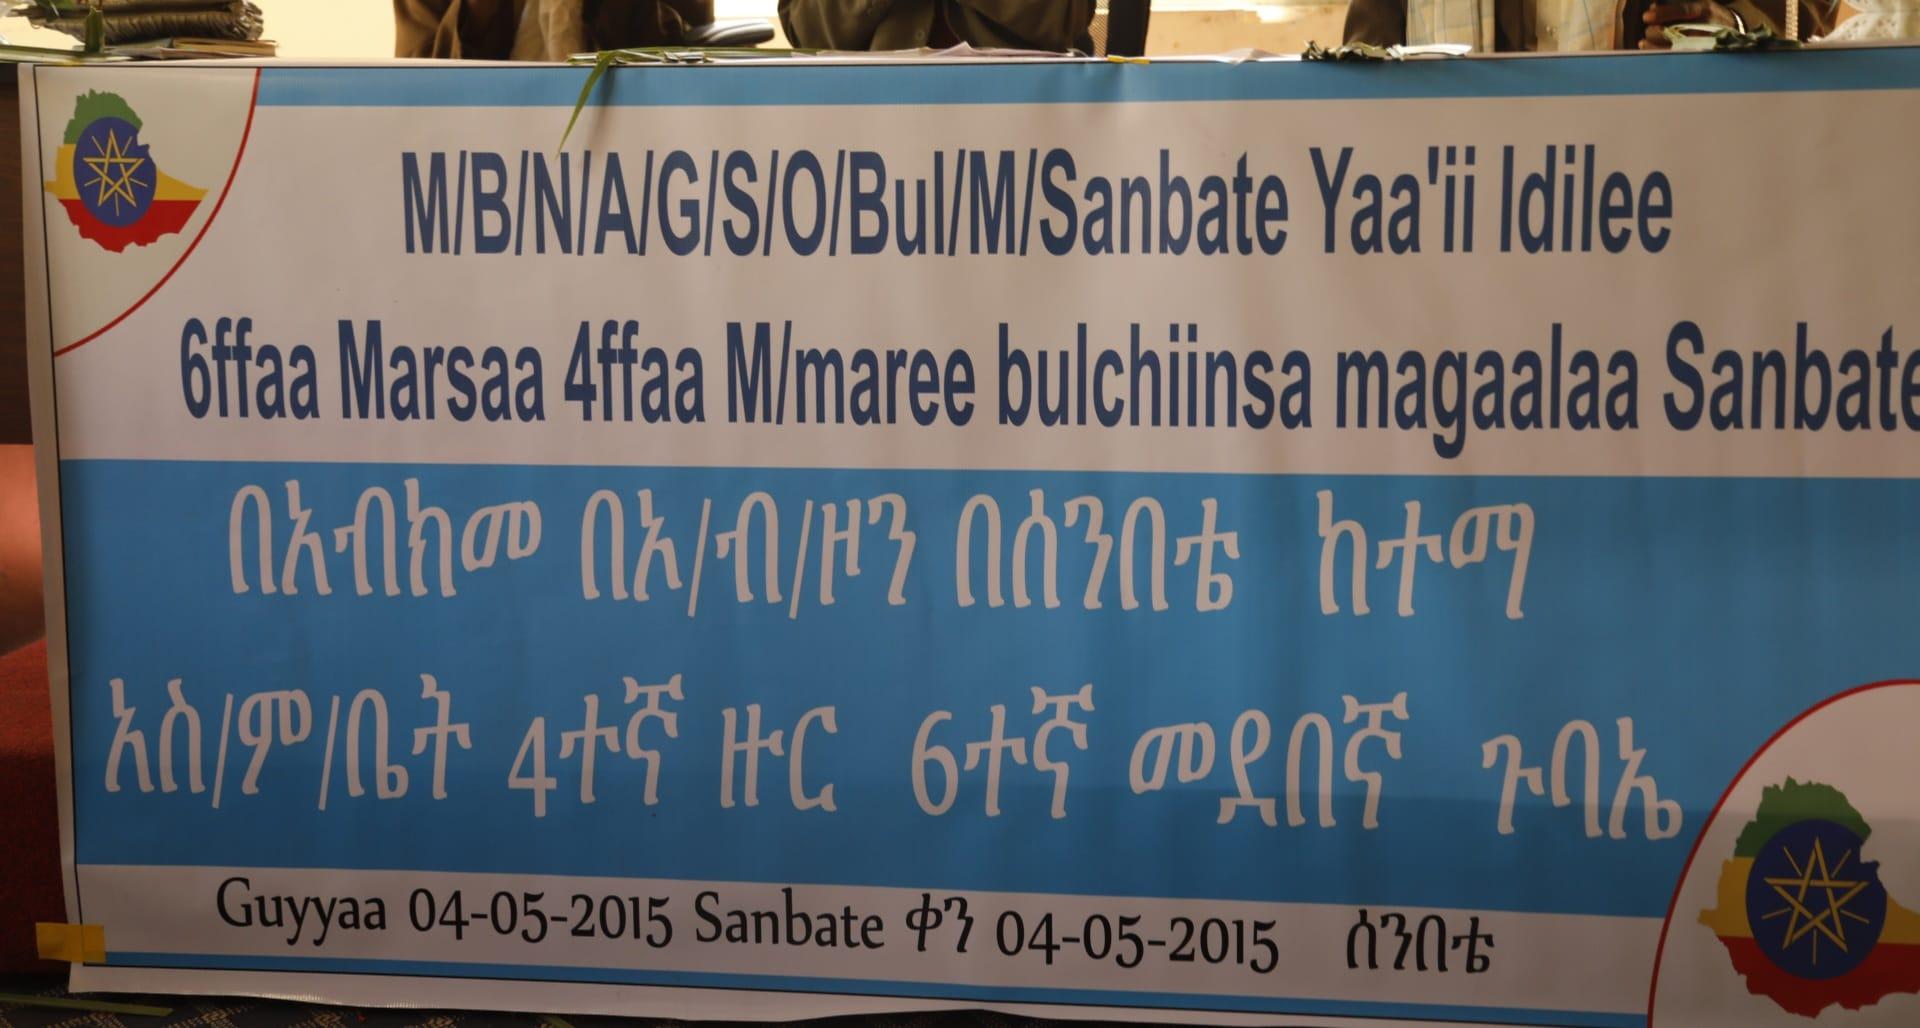 M/B/N/A/G/S/O/Bul/M/Sanbate Yaa'ii Idilee
6ffaa Marsaa 4ffaa M/maree bulchiinsa magaalaa Sanbate
በአብክመ በኦ/ብ/ዞን በሰንበቴ ከተማ
አስ/ም/ቤት 4ተኛ ዙር 6ተኛ መደበኛ ጉባኤ
Guyyaa 04-05-2015 Sanbate ቀን 04-05-2015 ሰንበቴ